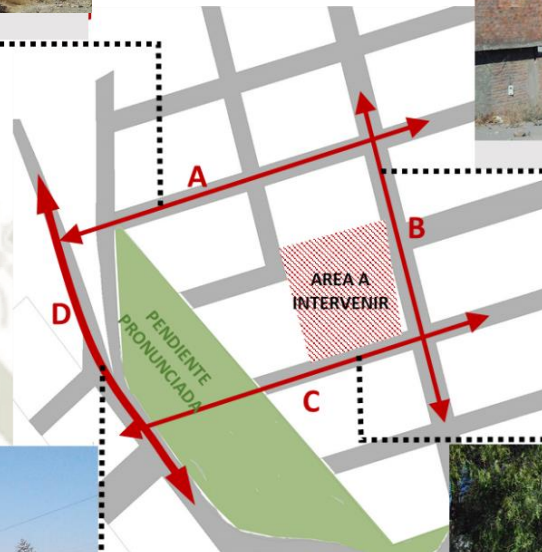 A
B
AREA A
INTERVENIR
D
PENDIENTE
PRONUNCIADA
C